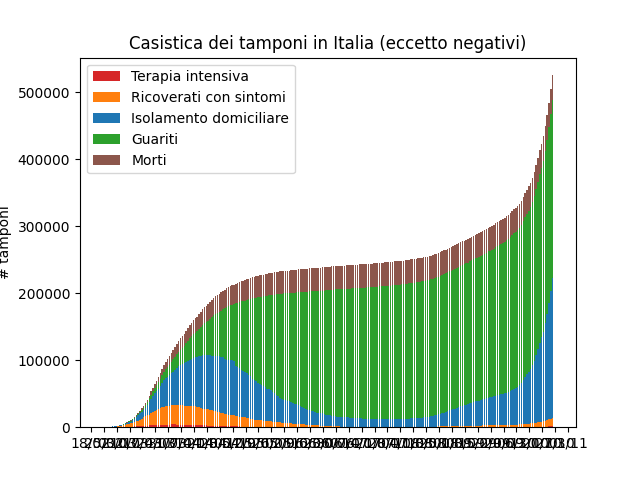 Casistica dei tamponi in Italia (eccetto negativi)
Terapia intensiva
Ricoverati con sintomi
Isolamento domiciliare
Guariti
Morti
500000
400000
300000
200000
100000
0
# tamponi